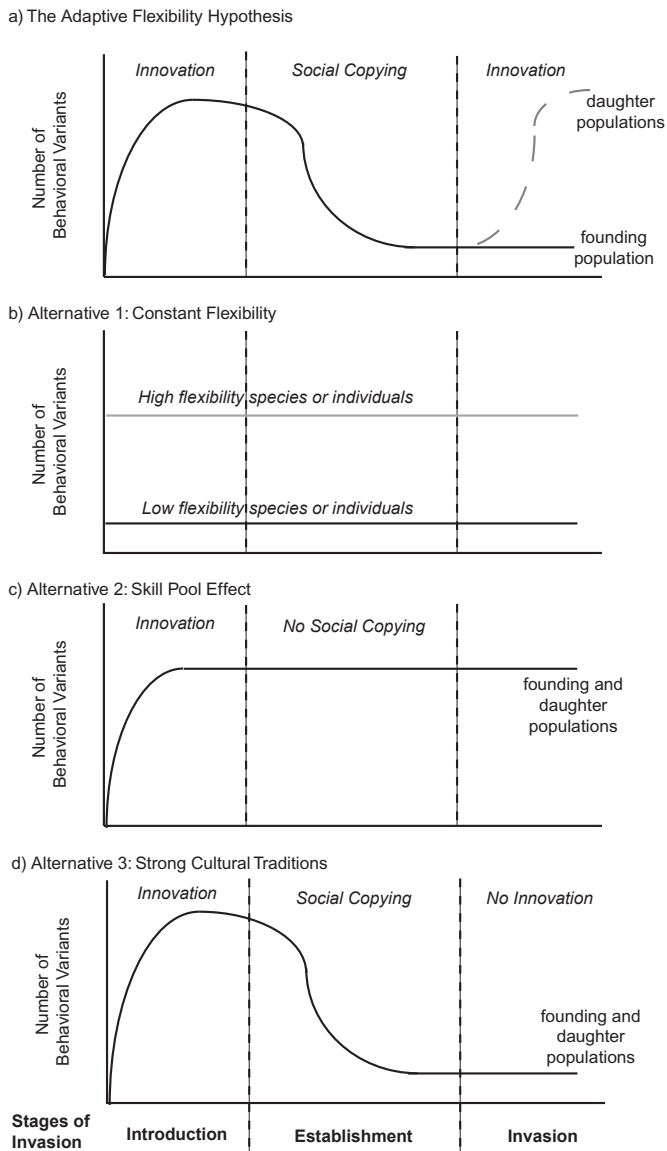 a) The Adaptive Flexibility Hypothesis
Innovation
Social Copying
Innovation
Number of
Behavioral Variants
daughter
populations
founding
population
b) Alternative 1: Constant Flexibility
Number of
Behavioral Variants
High flexibility species or individuals
Low flexibility species or individuals
c) Alternative 2: Skill Pool Effect
Innovation
No Social Copying
Number of
Behavioral Variants
founding and
daughter
populations
d) Alternative 3: Strong Cultural Traditions
Innovation
Social Copying
No Innovation
Number of
Behavioral Variants
founding and
daughter
populations
Stages of
Invasion
Introduction
Establishment
Invasion